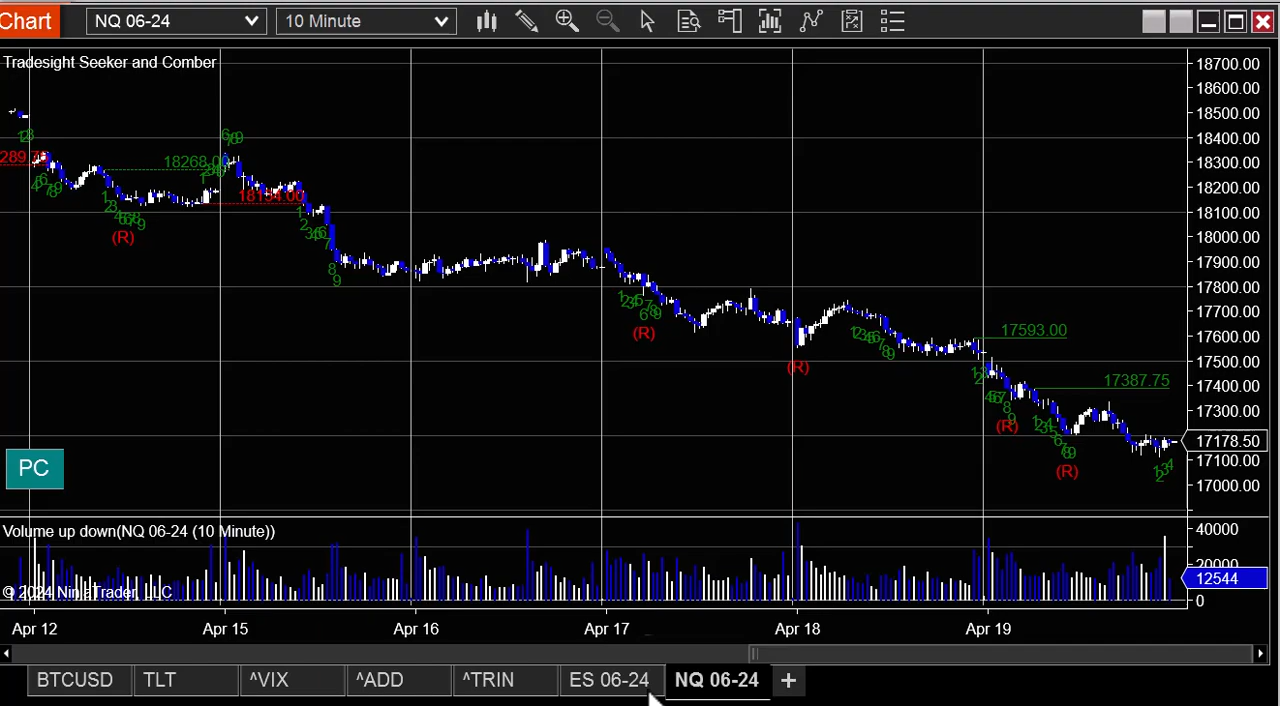 Chart NQ 06-24 10 Minute
Tradesight Seeker and Comber
18700.00
18600.00
18500.00
18400.00
18300.00
18200.00
18100.00
18000.00
17900.00
17800.00
17700.00
17600.00
17500.00
17400.00
17300.00
17178.50
17100.00
17000.00
18268.00
18154.00
(R)
(R)
(R)
17593.00
17387.75
(R)
(R)
PC
Volume up down(NQ 06-24 (10 Minute))
40000
20000
12544
0
© 2024 NinjaTrader, LLC
Apr 12 Apr 15 Apr 16 Apr 17 Apr 18 Apr 19
BTCUSD TLT ^VIX ^ADD ^TRIN ES 06-24 NQ 06-24 +